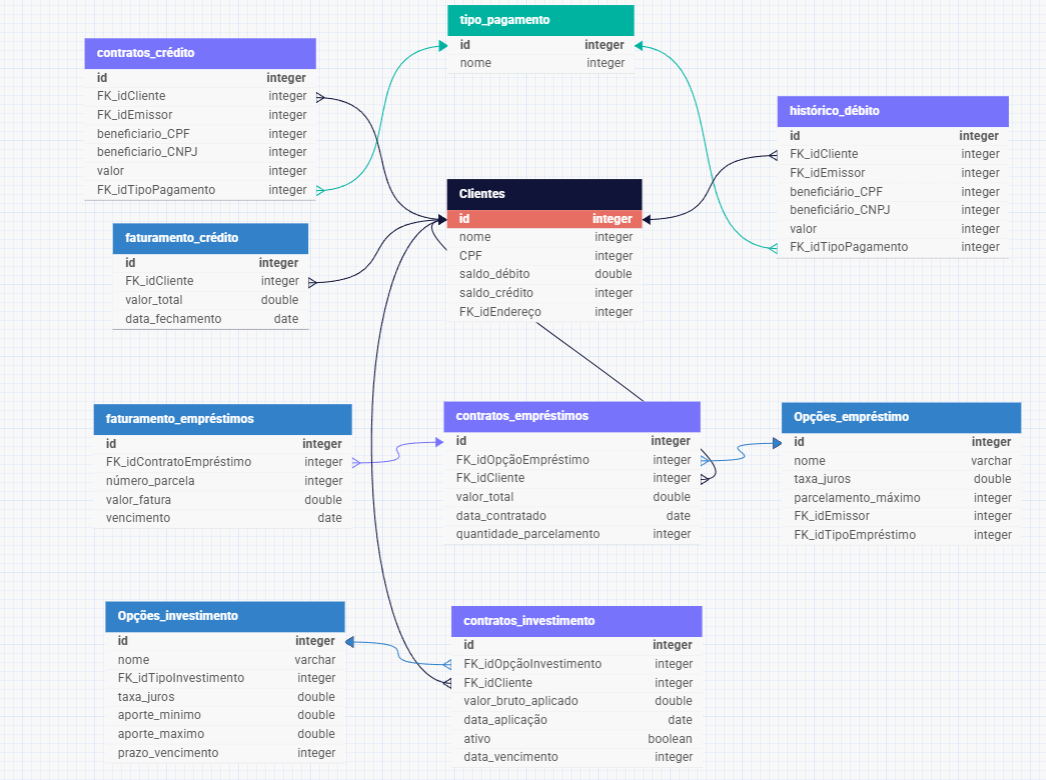 tipo_pagamento
id integer
nome integer
contratos_crédito
id integer
FK_idCliente integer
FK_idEmissor integer
beneficiario_CPF integer
beneficiario_CNPJ integer
valor integer
FK_idTipoPagamento integer
histórico_débito
id integer
FK_idCliente integer
FK_idEmissor integer
beneficiário_CPF integer
beneficiário_CNPJ integer
valor integer
FK_idTipoPagamento integer
Clientes
id integer
nome integer
CPF integer
saldo_débito double
saldo_crédito integer
FK_idEndereço integer
faturamento_crédito
id integer
FK_idCliente integer
valor_total double
data_fechamento date
faturamento_empréstimos
id integer
FK_idContratoEmpréstimo integer
número_parcela integer
valor_fatura double
vencimento date
contratos_empréstimos
id integer
FK_idOpçãoEmpréstimo integer
FK_idCliente integer
valor_total double
data_contratado date
quantidade_parcelamento integer
Opções_empréstimo
id integer
nome varchar
taxa_juros double
parcelamento_máximo integer
FK_idEmissor integer
FK_idTipoEmpréstimo integer
Opções_investimento
id integer
nome varchar
FK_idTipoInvestimento integer
taxa_juros double
aporte_minimo double
aporte_maximo double
prazo_vencimento integer
contratos_investimento
id integer
FK_idOpçãoInvestimento integer
FK_idCliente integer
valor_bruto_aplicado double
data_aplicação date
ativo boolean
data_vencimento integer